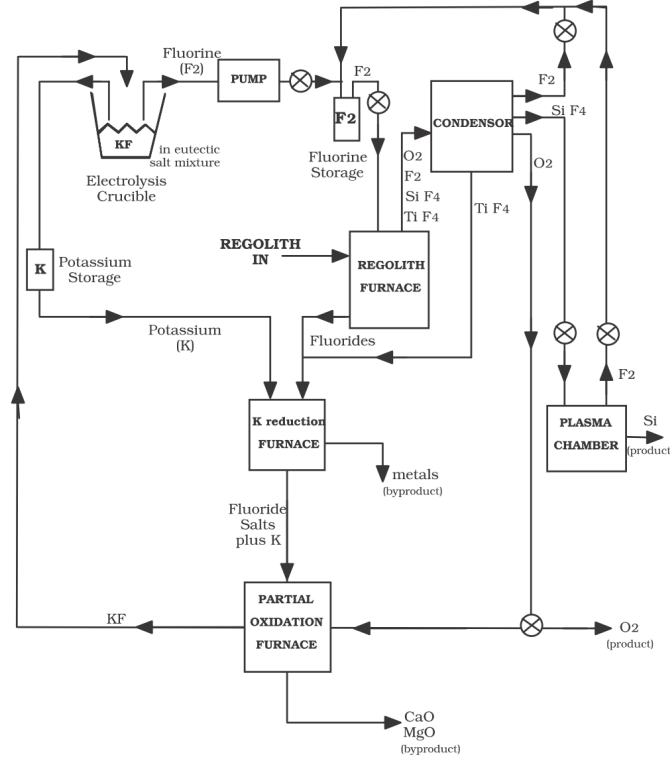 Fluorine
(F2)
PUMP
F2
F2
KF
in eutectic
salt mixture
Electrolysis
Crucible
Fluorine
Storage
CONDENSOR
F2
Si F4
O2
O2
F2
Si F4
Ti F4
Ti F4
REGOLITH
IN
REGOLITH
FURNACE
K
Potassium
Storage
Potassium
(K)
Fluorides
F2
K reduction
FURNACE
PLASMA
CHAMBER
Si
(product
metals
(byproduct)
Fluoride
Salts
plus K
PARTIAL
OXIDATION
FURNACE
KF
O2
(product)
CaO
MgO
(byproduct)